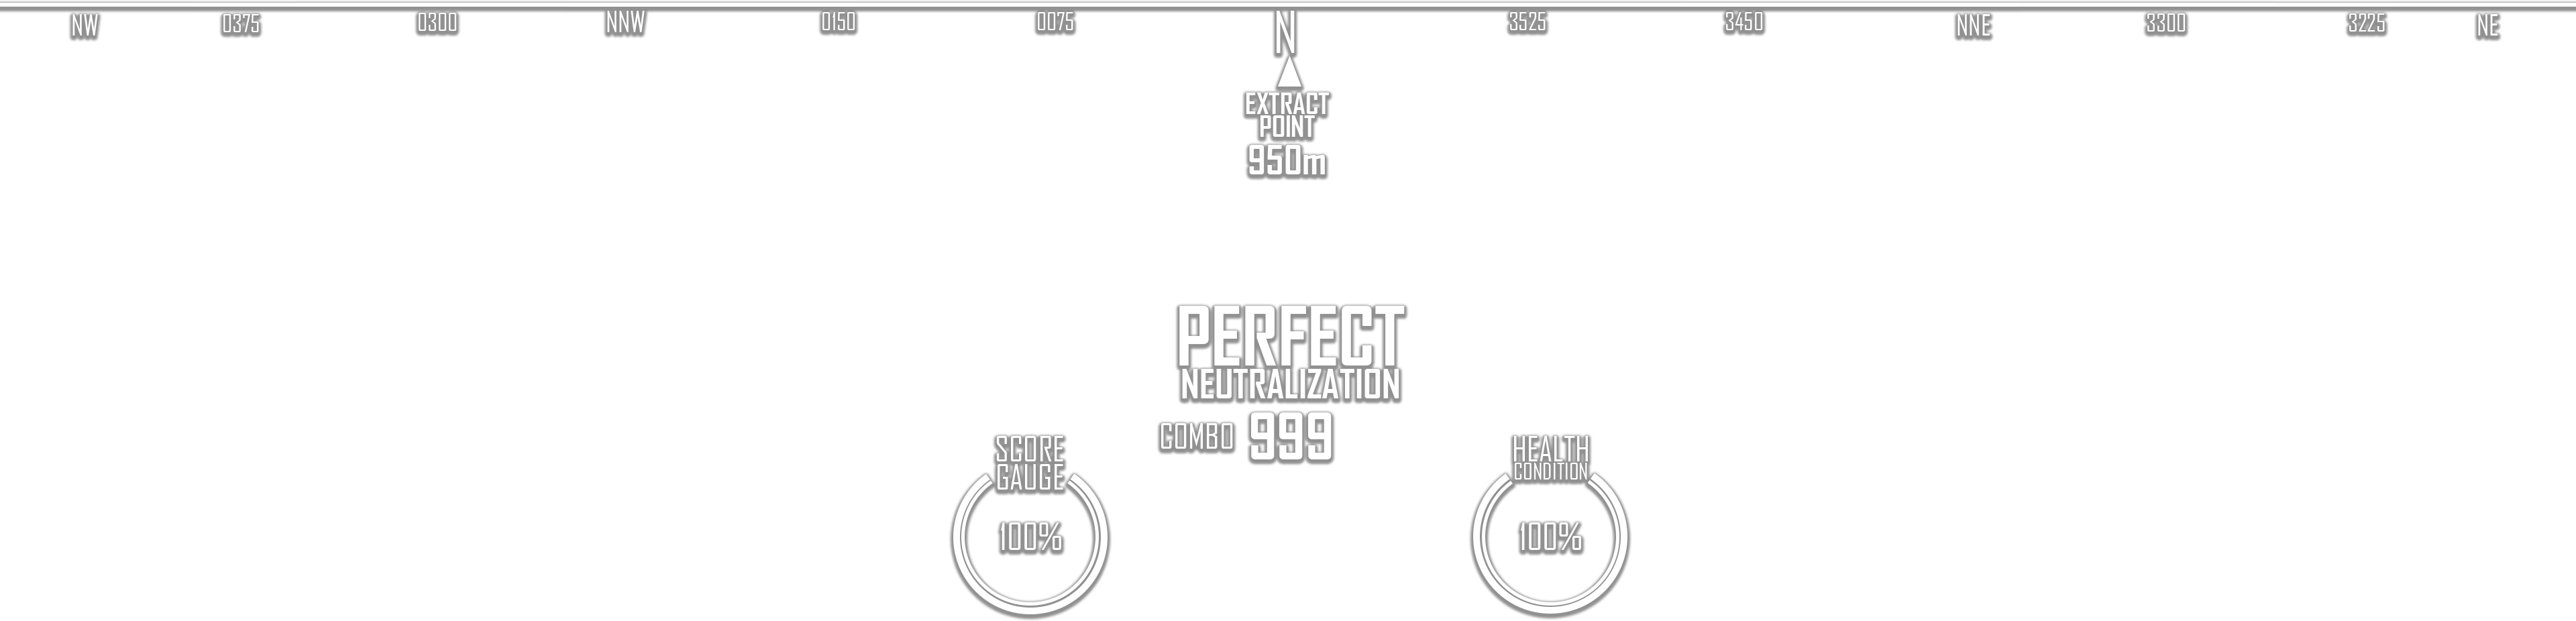 NW 0375 0300 NNW 0150 0075 N 3525 3450 NNE 3300 3225 NE
EXTRACT
POINT
950m
PERFECT
NEUTRALIZATION
COMBO 999
SCORE
GAUGE
100%
HEALTH
CONDITION
100%